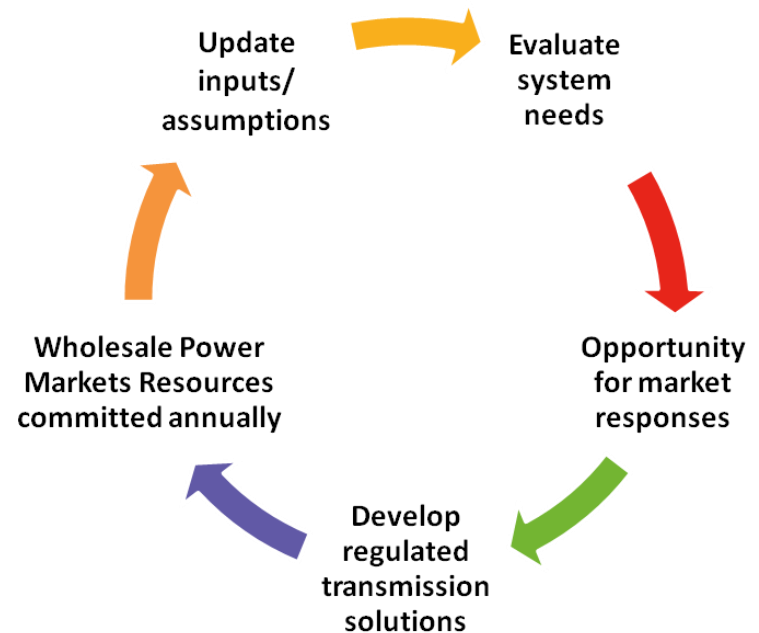 Update
inputs/
assumptions
Evaluate
system
needs
Opportunity
for market
responses
Develop
regulated
transmission
solutions
Wholesale Power
Markets Resources
committed annually